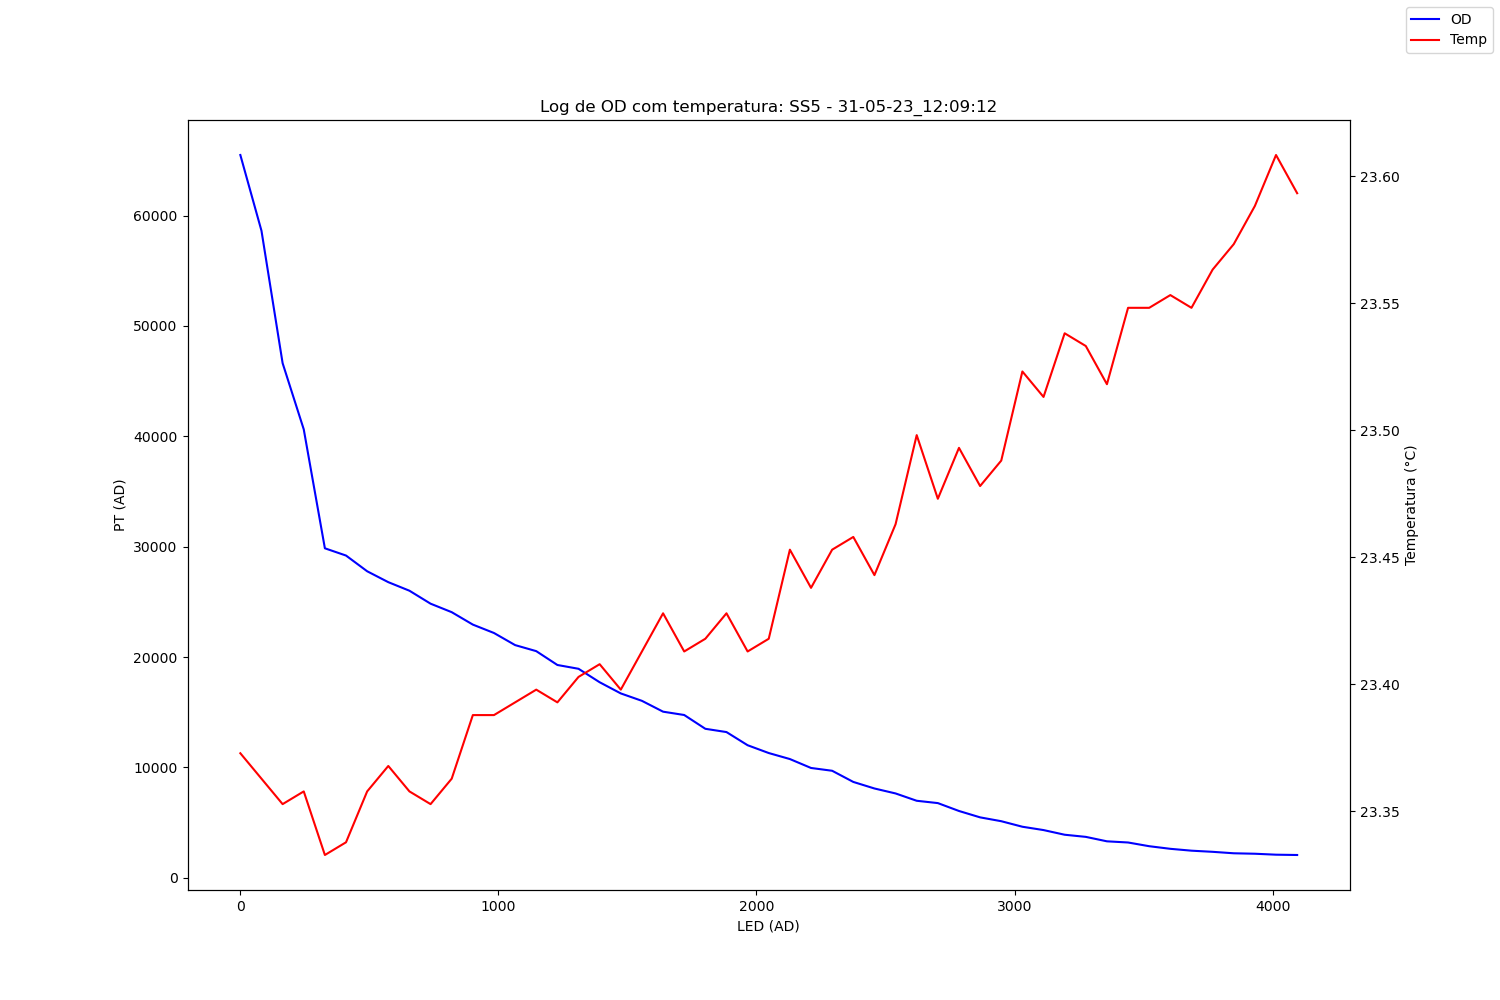 OD
Temp
Log de OD com temperatura: SS5 - 31-05-23_12:09:12
60000
50000
40000
30000
20000
10000
0
PT (AD)
23.60
23.55
23.50
23.45
23.40
23.35
Temperatura (°C)
0 1000 2000 3000 4000
LED (AD)